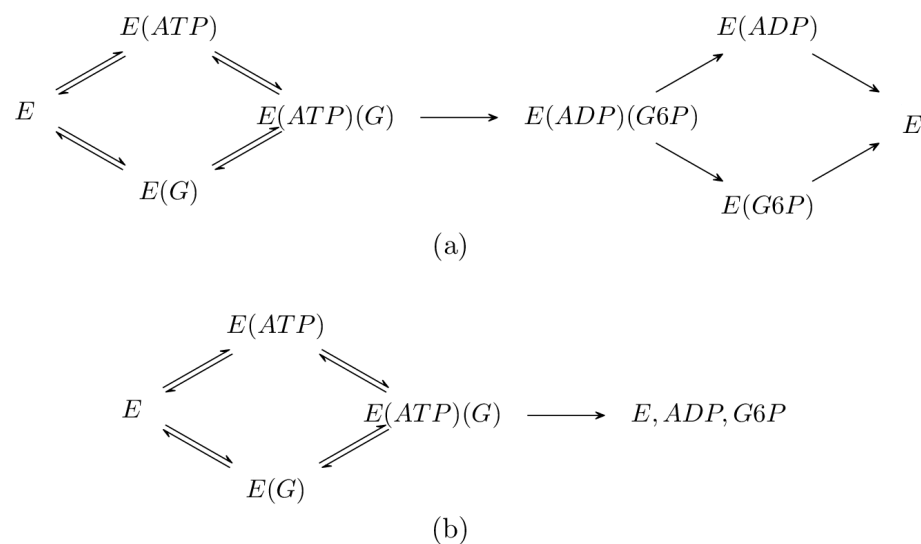 E(ATP) E(ADP)
E E(ATP)(G) E(ADP)(G6P) E
E(G) E(G6P)
(a)
E(ATP)
E E(ATP)(G) E, ADP, G6P
E(G)
(b)